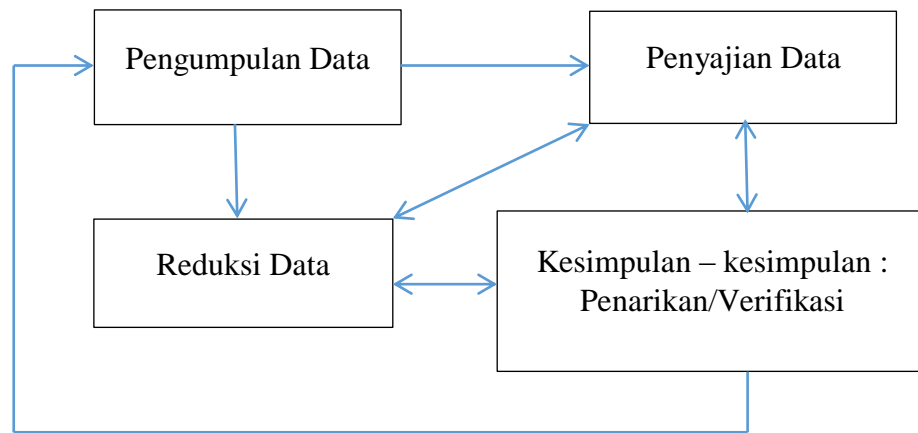 Pengumpulan Data
Penyajian Data
Reduksi Data
Kesimpulan – kesimpulan :
Penarikan/Verifikasi